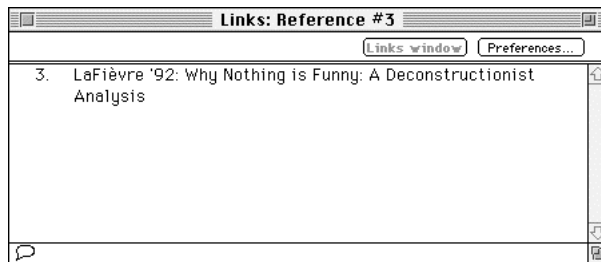 Links: Reference #3
Links window Preferences...
3. LaFièvre '92: Why Nothing is Funny: A Deconstructionist
Analysis